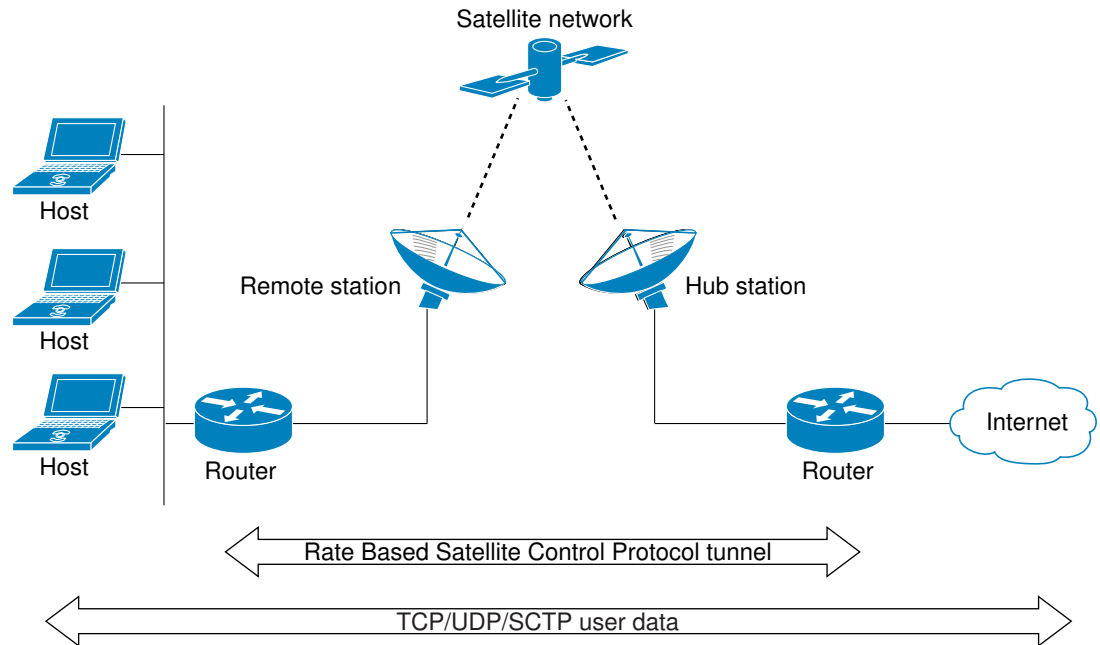 Satellite network
Host
Remote station
Hub station
Host
Internet
Host
Router
Router
Rate Based Satellite Control Protocol tunnel
TCP/UDP/SCTP user data